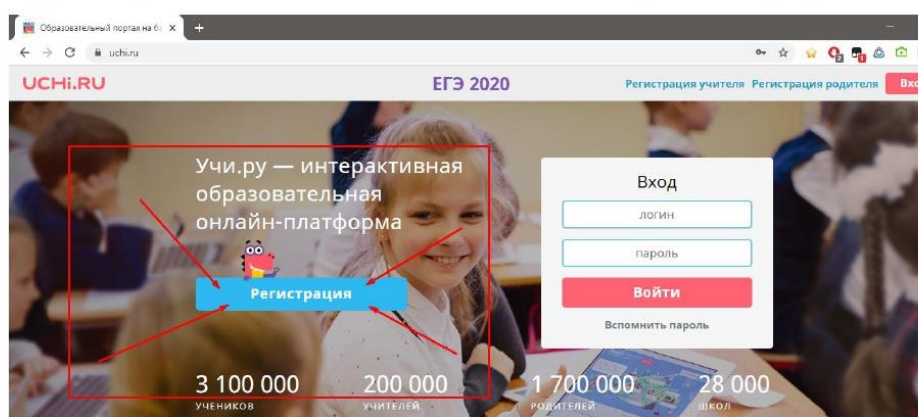 Образовательный портал на ба
uchi.ru
UCHi.RU
ЕГЭ 2020
Регистрация учителя Регистрация родителя
Вхо
Учи.ру — интерактивная
образовательная
онлайн-платформа
Регистрация
Вход
логин
пароль
Войти
Вспомнить пароль
3 100 000 200 000 1 700 000 28 000
УЧЕНИКОВ УЧИТЕЛЕЙ РОДИТЕЛЕЙ ШКОЛ